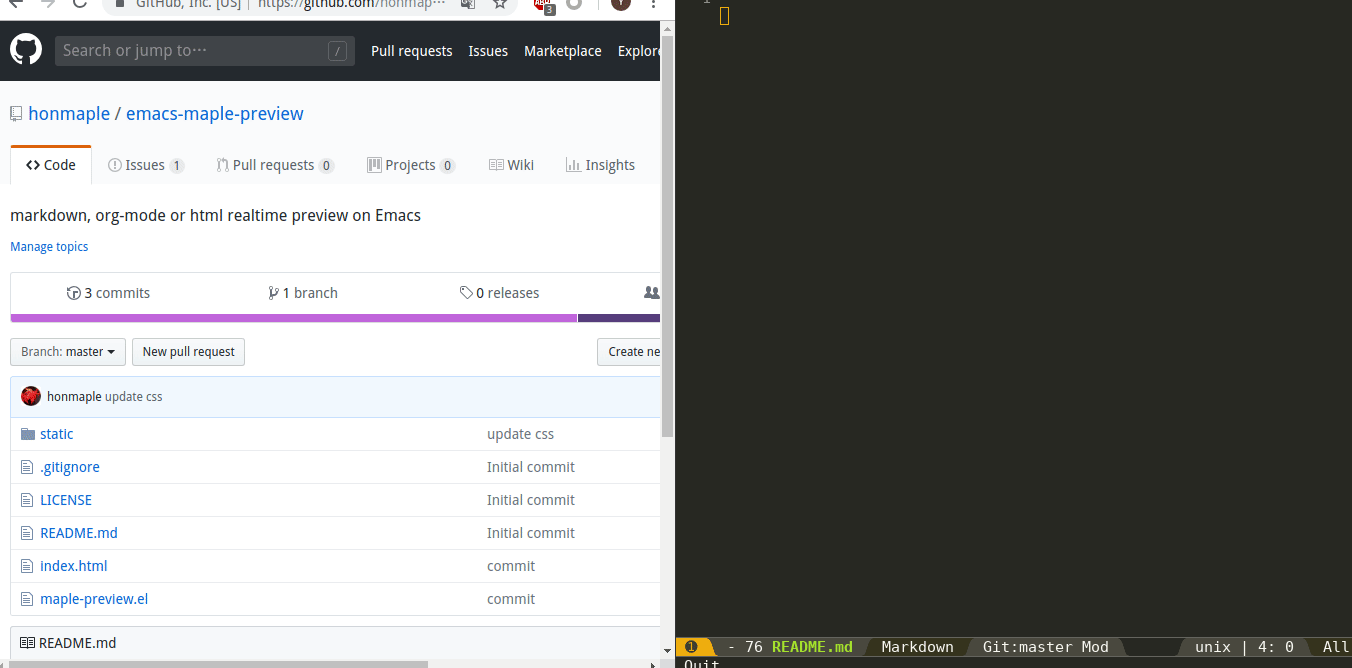 GitHub, Inc. [US] | https://github.com/honmap···
3
Y
Search or jump to···
/
Pull requests Issues Marketplace Explore
honmaple / emacs-maple-preview
Code Issues 1 Pull requests 0 Projects 0 Wiki Insights
markdown, org-mode or html realtime preview on Emacs
Manage topics
3 commits 1 branch 0 releases
Branch: master New pull request Create ne
honmaple update css
static update css
.gitignore Initial commit
LICENSE Initial commit
README.md Initial commit
index.html commit
maple-preview.el commit
README.md
1 - 76 README.md Markdown Git:master Mod unix | 4: 0 All
Quit